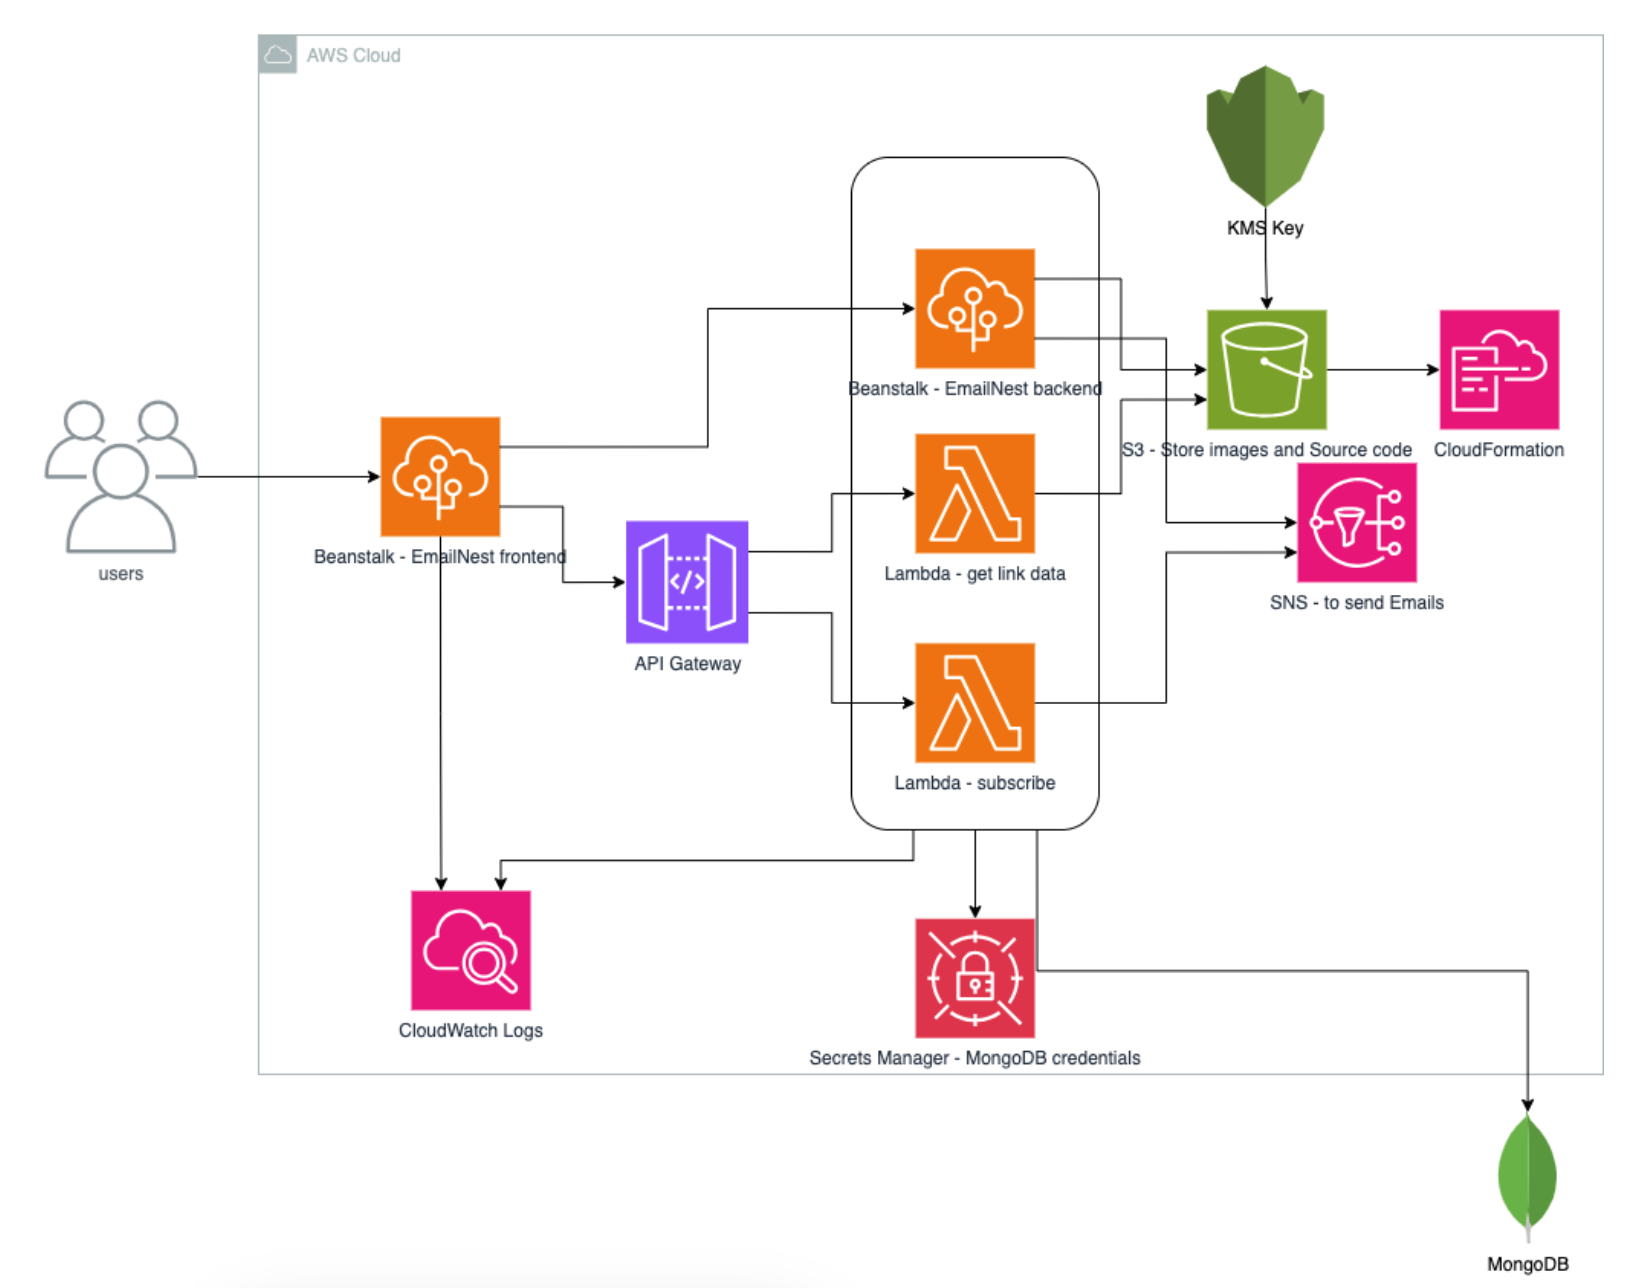 AWS Cloud
KMS Key
Beanstalk - EmailNest backend
S3 - Store images and Source code
CloudFormation
Beanstalk - EmailNest frontend
</>
Lambda - get link data
users
SNS - to send Emails
API Gateway
Lambda - subscribe
CloudWatch Logs
Secrets Manager - MongoDB credentials
MongoDB